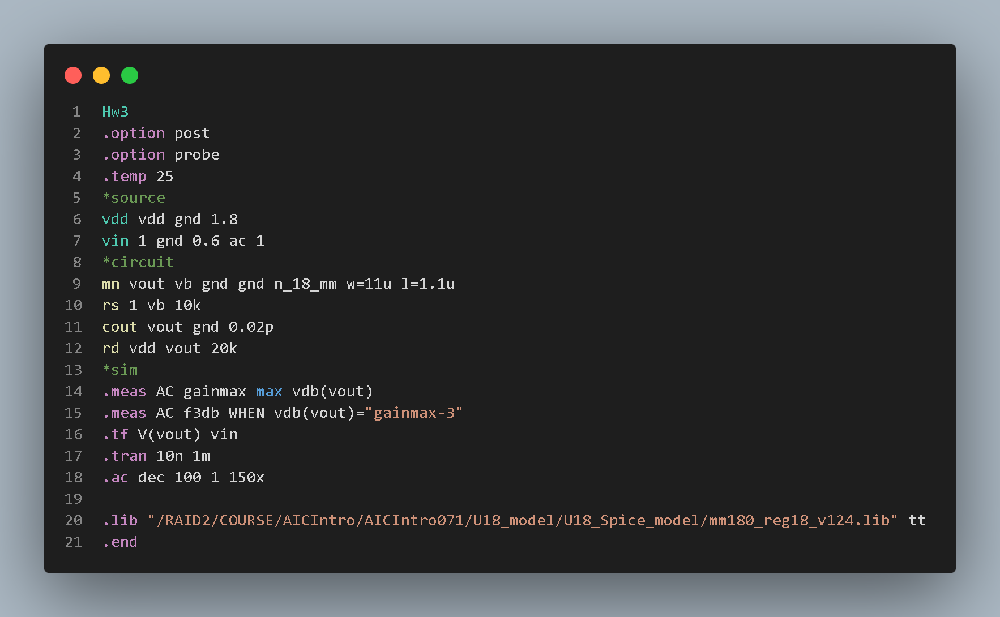 1 Hw3
2 .option post
3 .option probe
4 .temp 25
5 *source
6 vdd vdd gnd 1.8
7 vin 1 gnd 0.6 ac 1
8 *circuit
9 mn vout vb gnd gnd n_18_mm w=11u l=1.1u
10 rs 1 vb 10k
11 cout vout gnd 0.02p
12 rd vdd vout 20k
13 *sim
14 .meas AC gainmax max vdb(vout)
15 .meas AC f3db WHEN vdb(vout)="gainmax-3"
16 .tf V(vout) vin
17 .tran 10n 1m
18 .ac dec 100 1 150x
19
20 .lib "/RAID2/COURSE/AICIntro/AICIntro071/U18_model/U18_Spice_model/mm180_reg18_v124.lib" tt
21 .end